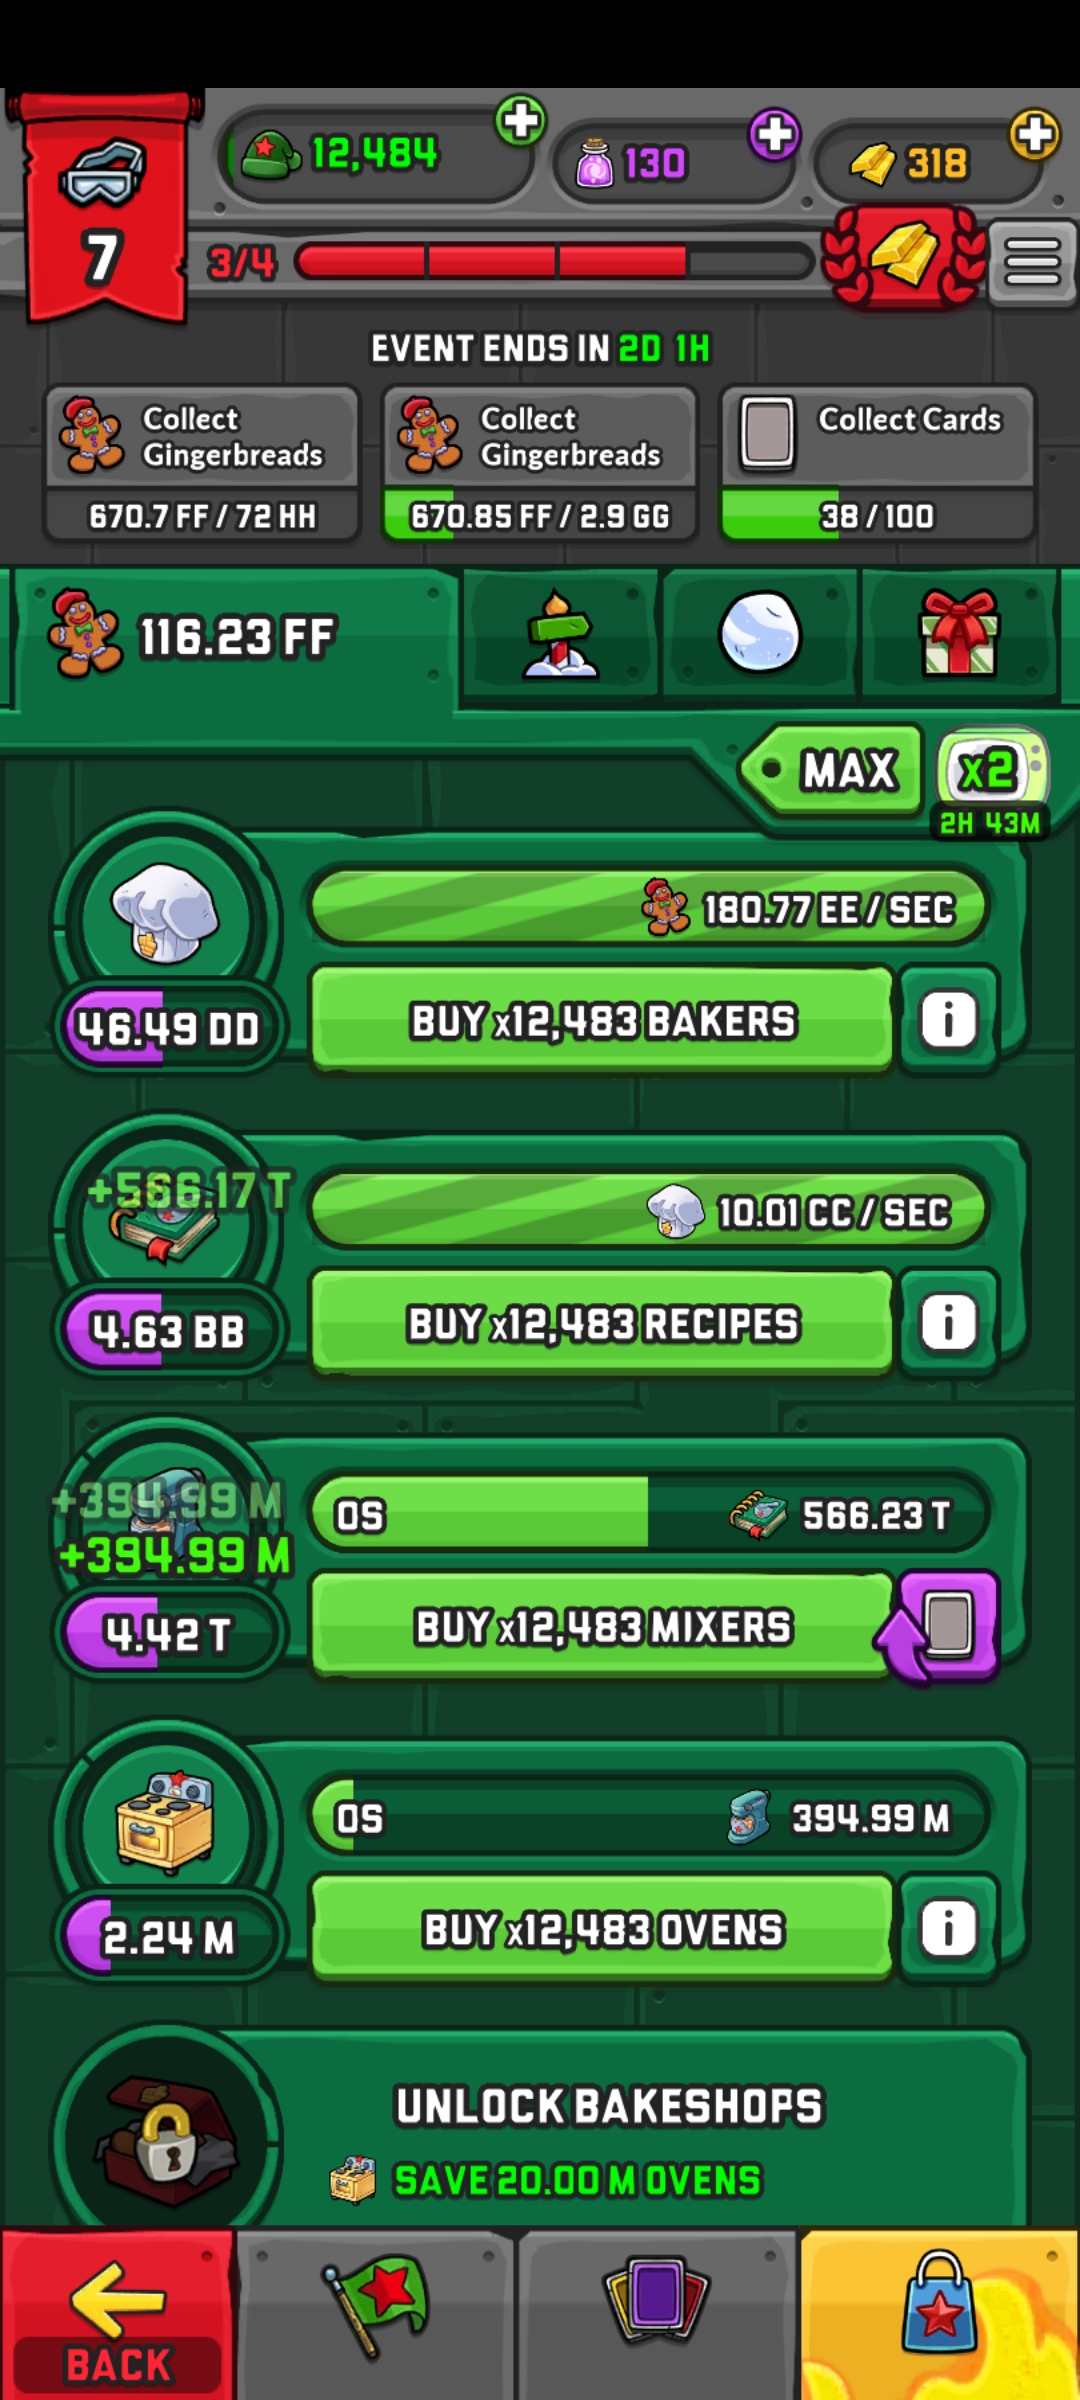 12,484
130
318
7
3/4
EVENT ENDS IN 2D 1H
Collect
Gingerbreads
670.7 FF / 72 HH
Collect
Gingerbreads
670.85 FF / 2.9 GG
Collect Cards
38 / 100
116.23 FF
MAX
x2
2H 43M
180.77 EE / SEC
46.49 DD
BUY x12,483 BAKERS
i
+566.17 T
10.01 CC / SEC
4.63 BB
BUY x12,483 RECIPES
i
+394.99 M
+394.99 M
0S
566.23 T
4.42 T
BUY x12,483 MIXERS
0S
394.99 M
2.24 M
BUY x12,483 OVENS
i
UNLOCK BAKESHOPS
SAVE 20.00 M OVENS
BACK